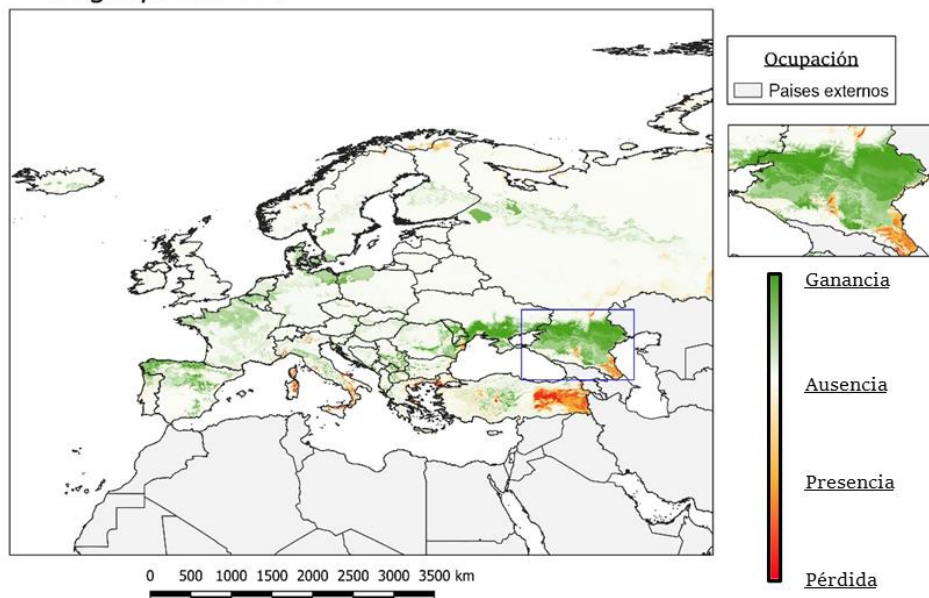 Ocupación
Paises externos
Ganancia
Ausencia
Presencia
Pérdida
0 500 1000 1500 2000 2500 3000 3500 km